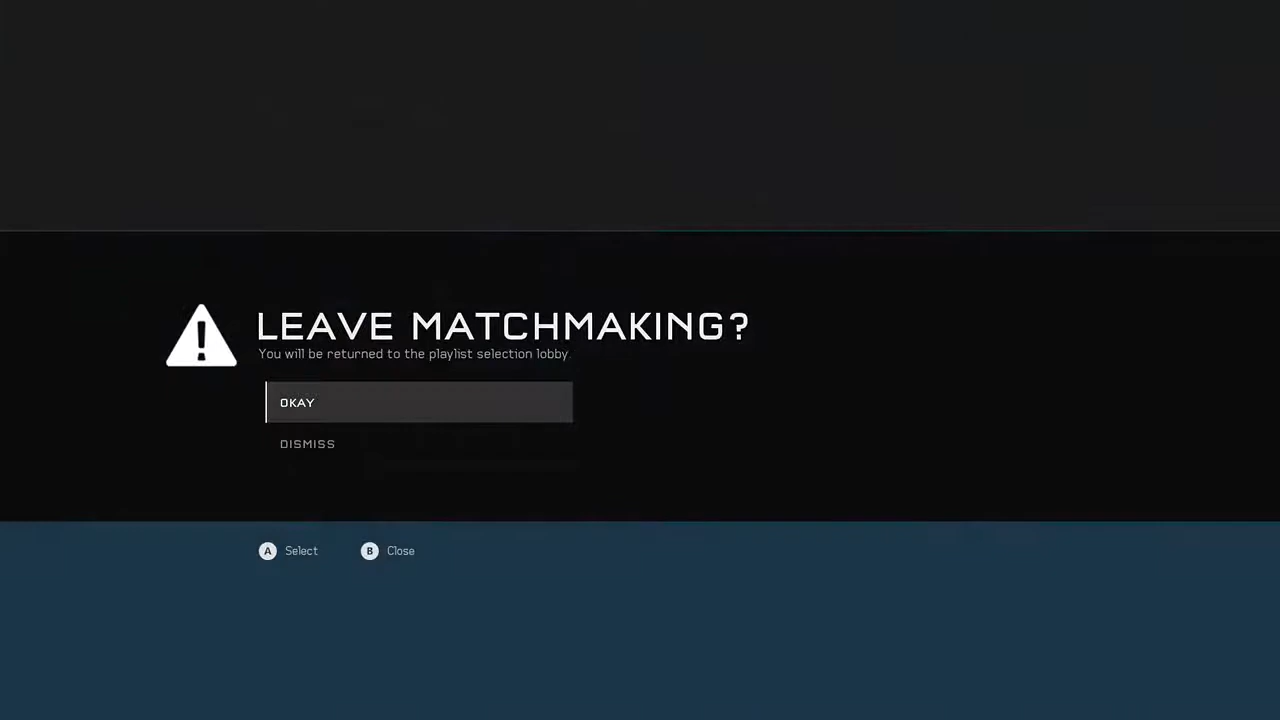 LEAVE MATCHMAKING?
You will be returned to the playlist selection lobby.
OKAY
DISMISS
A Select B Close